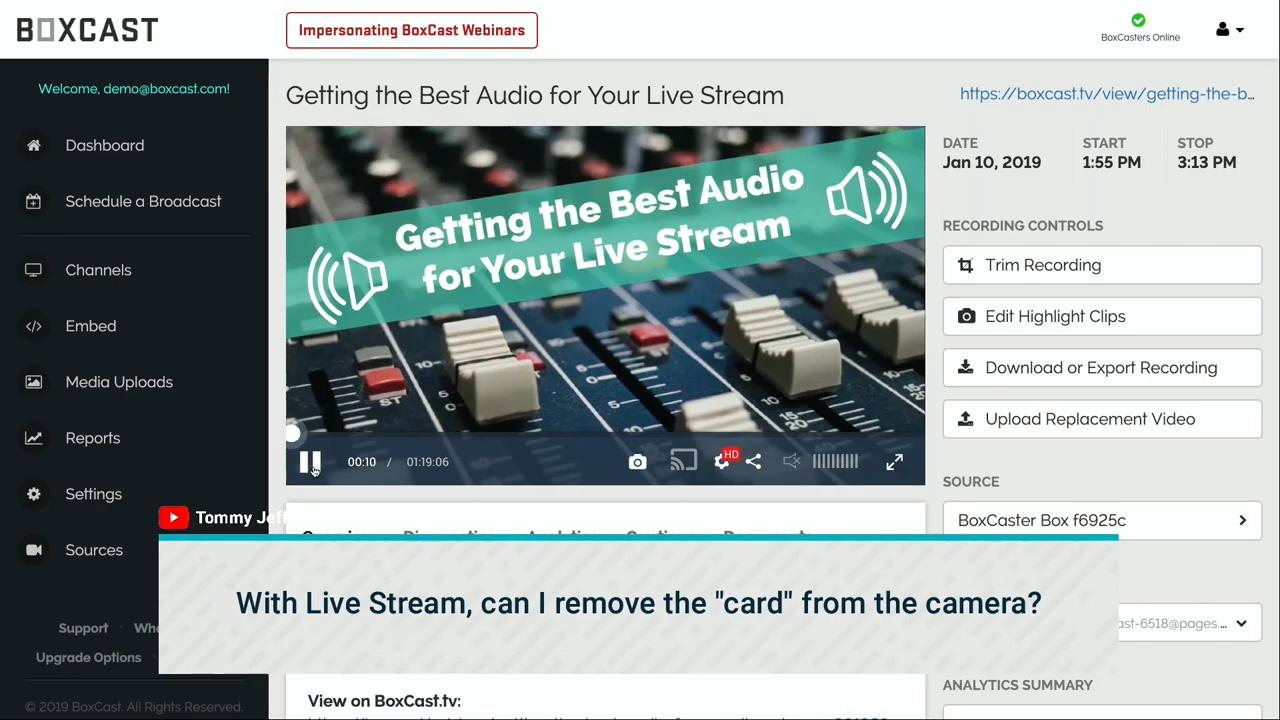 BOXCAST
Impersonating BoxCast Webinars
BoxCasters Online
Welcome, demo@boxcast.com!
Dashboard
Schedule a Broadcast
Channels
Embed
Media Uploads
Reports
Settings
Sources
Support
Upgrade Options
© 2019 BoxCast. All Rights Reserved.
Getting the Best Audio for Your Live Stream
Getting the Best Audio
for Your Live Stream
ST
00:10 / 01:19:06
HD
https://boxcast.tv/view/getting-the-b...
DATE START STOP
Jan 10, 2019 1:55 PM 3:13 PM
RECORDING CONTROLS
Trim Recording
Edit Highlight Clips
Download or Export Recording
Upload Replacement Video
SOURCE
BoxCaster Box f6925c
Tommy
With Live Stream, can I remove the "card" from the camera?
View on BoxCast.tv:
ANALYTICS SUMMARY